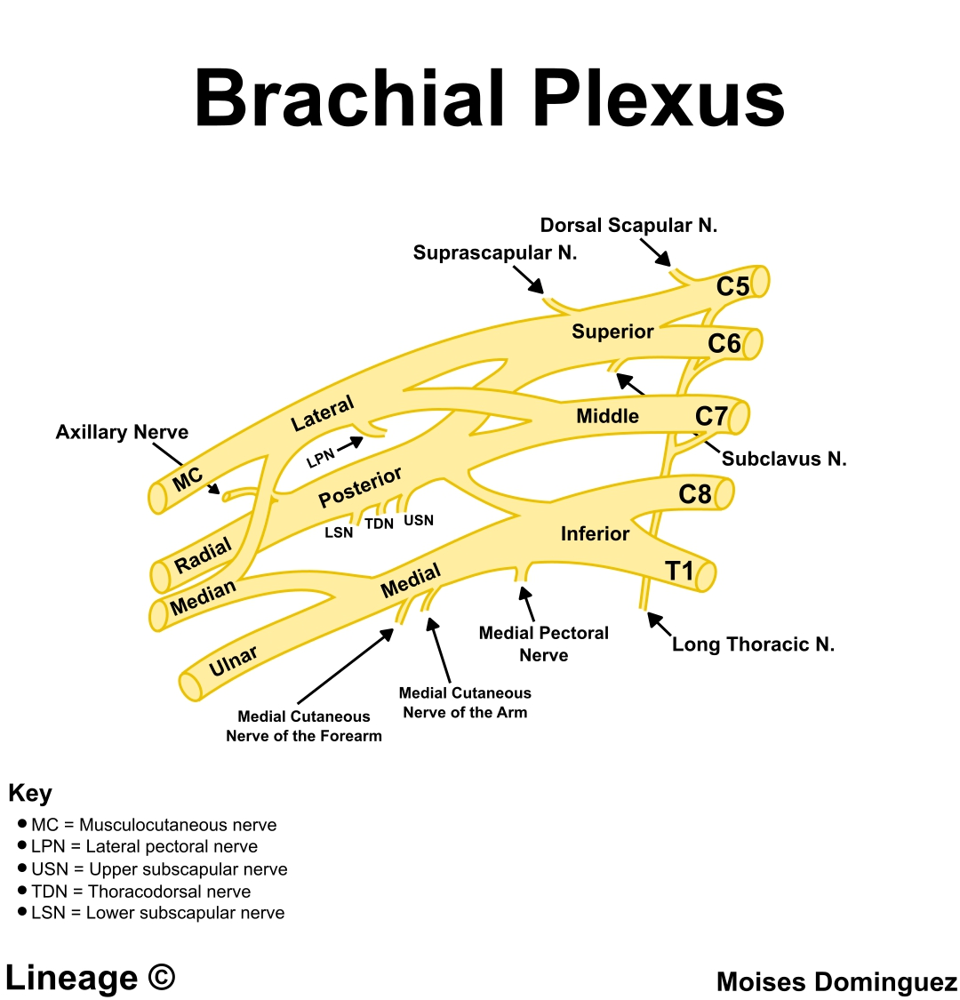 Brachial Plexus
Dorsal Scapular N.
Suprascapular N.
C5
Superior
C6
Lateral
Middle
C7
Axillary Nerve
LPN
Subclavus N.
MC
Posterior
C8
LSN
TDN
USN
Inferior
Radial
T1
Medial
Median
Medial Pectoral
Nerve
Long Thoracic N.
Ulnar
Medial Cutaneous
Nerve of the Arm
Medial Cutaneous
Nerve of the Forearm
Key
● MC = Musculocutaneous nerve
● LPN = Lateral pectoral nerve
● USN = Upper subscapular nerve
● TDN = Thoracodorsal nerve
● LSN = Lower subscapular nerve
Lineage ©
Moises Dominguez